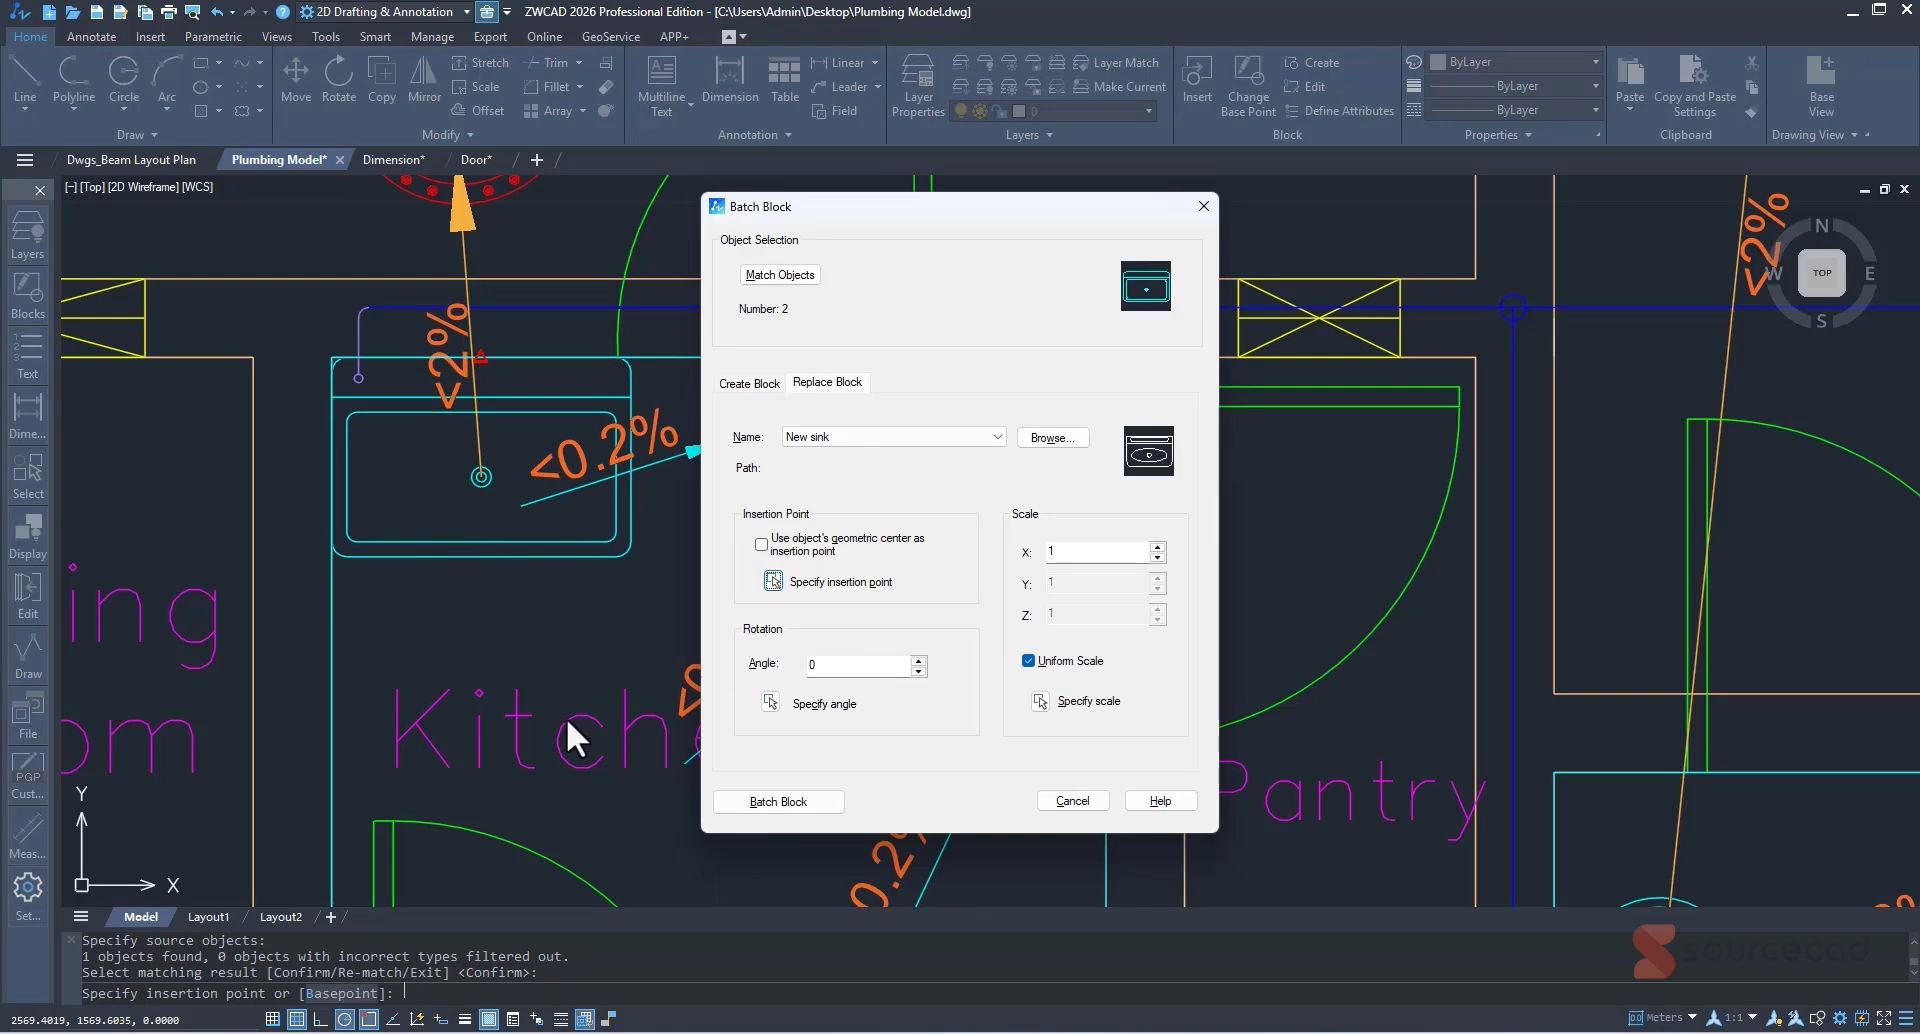 2D Drafting & Annotation
ZWCAD 2026 Professional Edition - [C:\Users\Admin\Desktop\Plumbing Model.dwg]
Home Annotate Insert Parametric Views Tools Smart Manage Export Online GeoService APP+
Line Polyline Circle Arc
Draw
Move Rotate Copy Mirror
Stretch Trim
Scale Fillet
Offset Array
Modify
Multiline Text Dimension Table
Linear
Leader
Field
Annotation
Layer Properties
Layer Match
Make Current
0
Layers
Insert Change Base Point
Create
Edit
Define Attributes
Block
ByLayer
ByLayer
ByLayer
Properties
Paste Copy and Paste Settings
Clipboard
Base View
Drawing View
Dwgs_Beam Layout Plan Plumbing Model* Dimension* Door*
[−] [Top] [2D Wireframe] [WCS]
Layers
Blocks
Text
Dime...
Select
Display
Edit
Draw
File
PGP
Cust...
Meas...
Set...
<2%
<0.2%
ing
om
Kitche
0.2%
Pantry
<2%
N
W TOP E
S
Y
X
Batch Block
Object Selection
Match Objects
Number: 2
Create Block Replace Block
Name: New sink Browse...
Path:
Insertion Point
Use object's geometric center as
insertion point
Specify insertion point
Scale
X: 1
Y: 1
Z: 1
Uniform Scale
Specify scale
Rotation
Angle: 0
Specify angle
Batch Block Cancel Help
Model Layout1 Layout2
Specify source objects:
1 objects found, 0 objects with incorrect types filtered out.
Select matching result [Confirm/Re-match/Exit] <Confirm>:
Specify insertion point or [Basepoint]:
sourcecad
2569.4019, 1569.6035, 0.0000
Meters 1:1